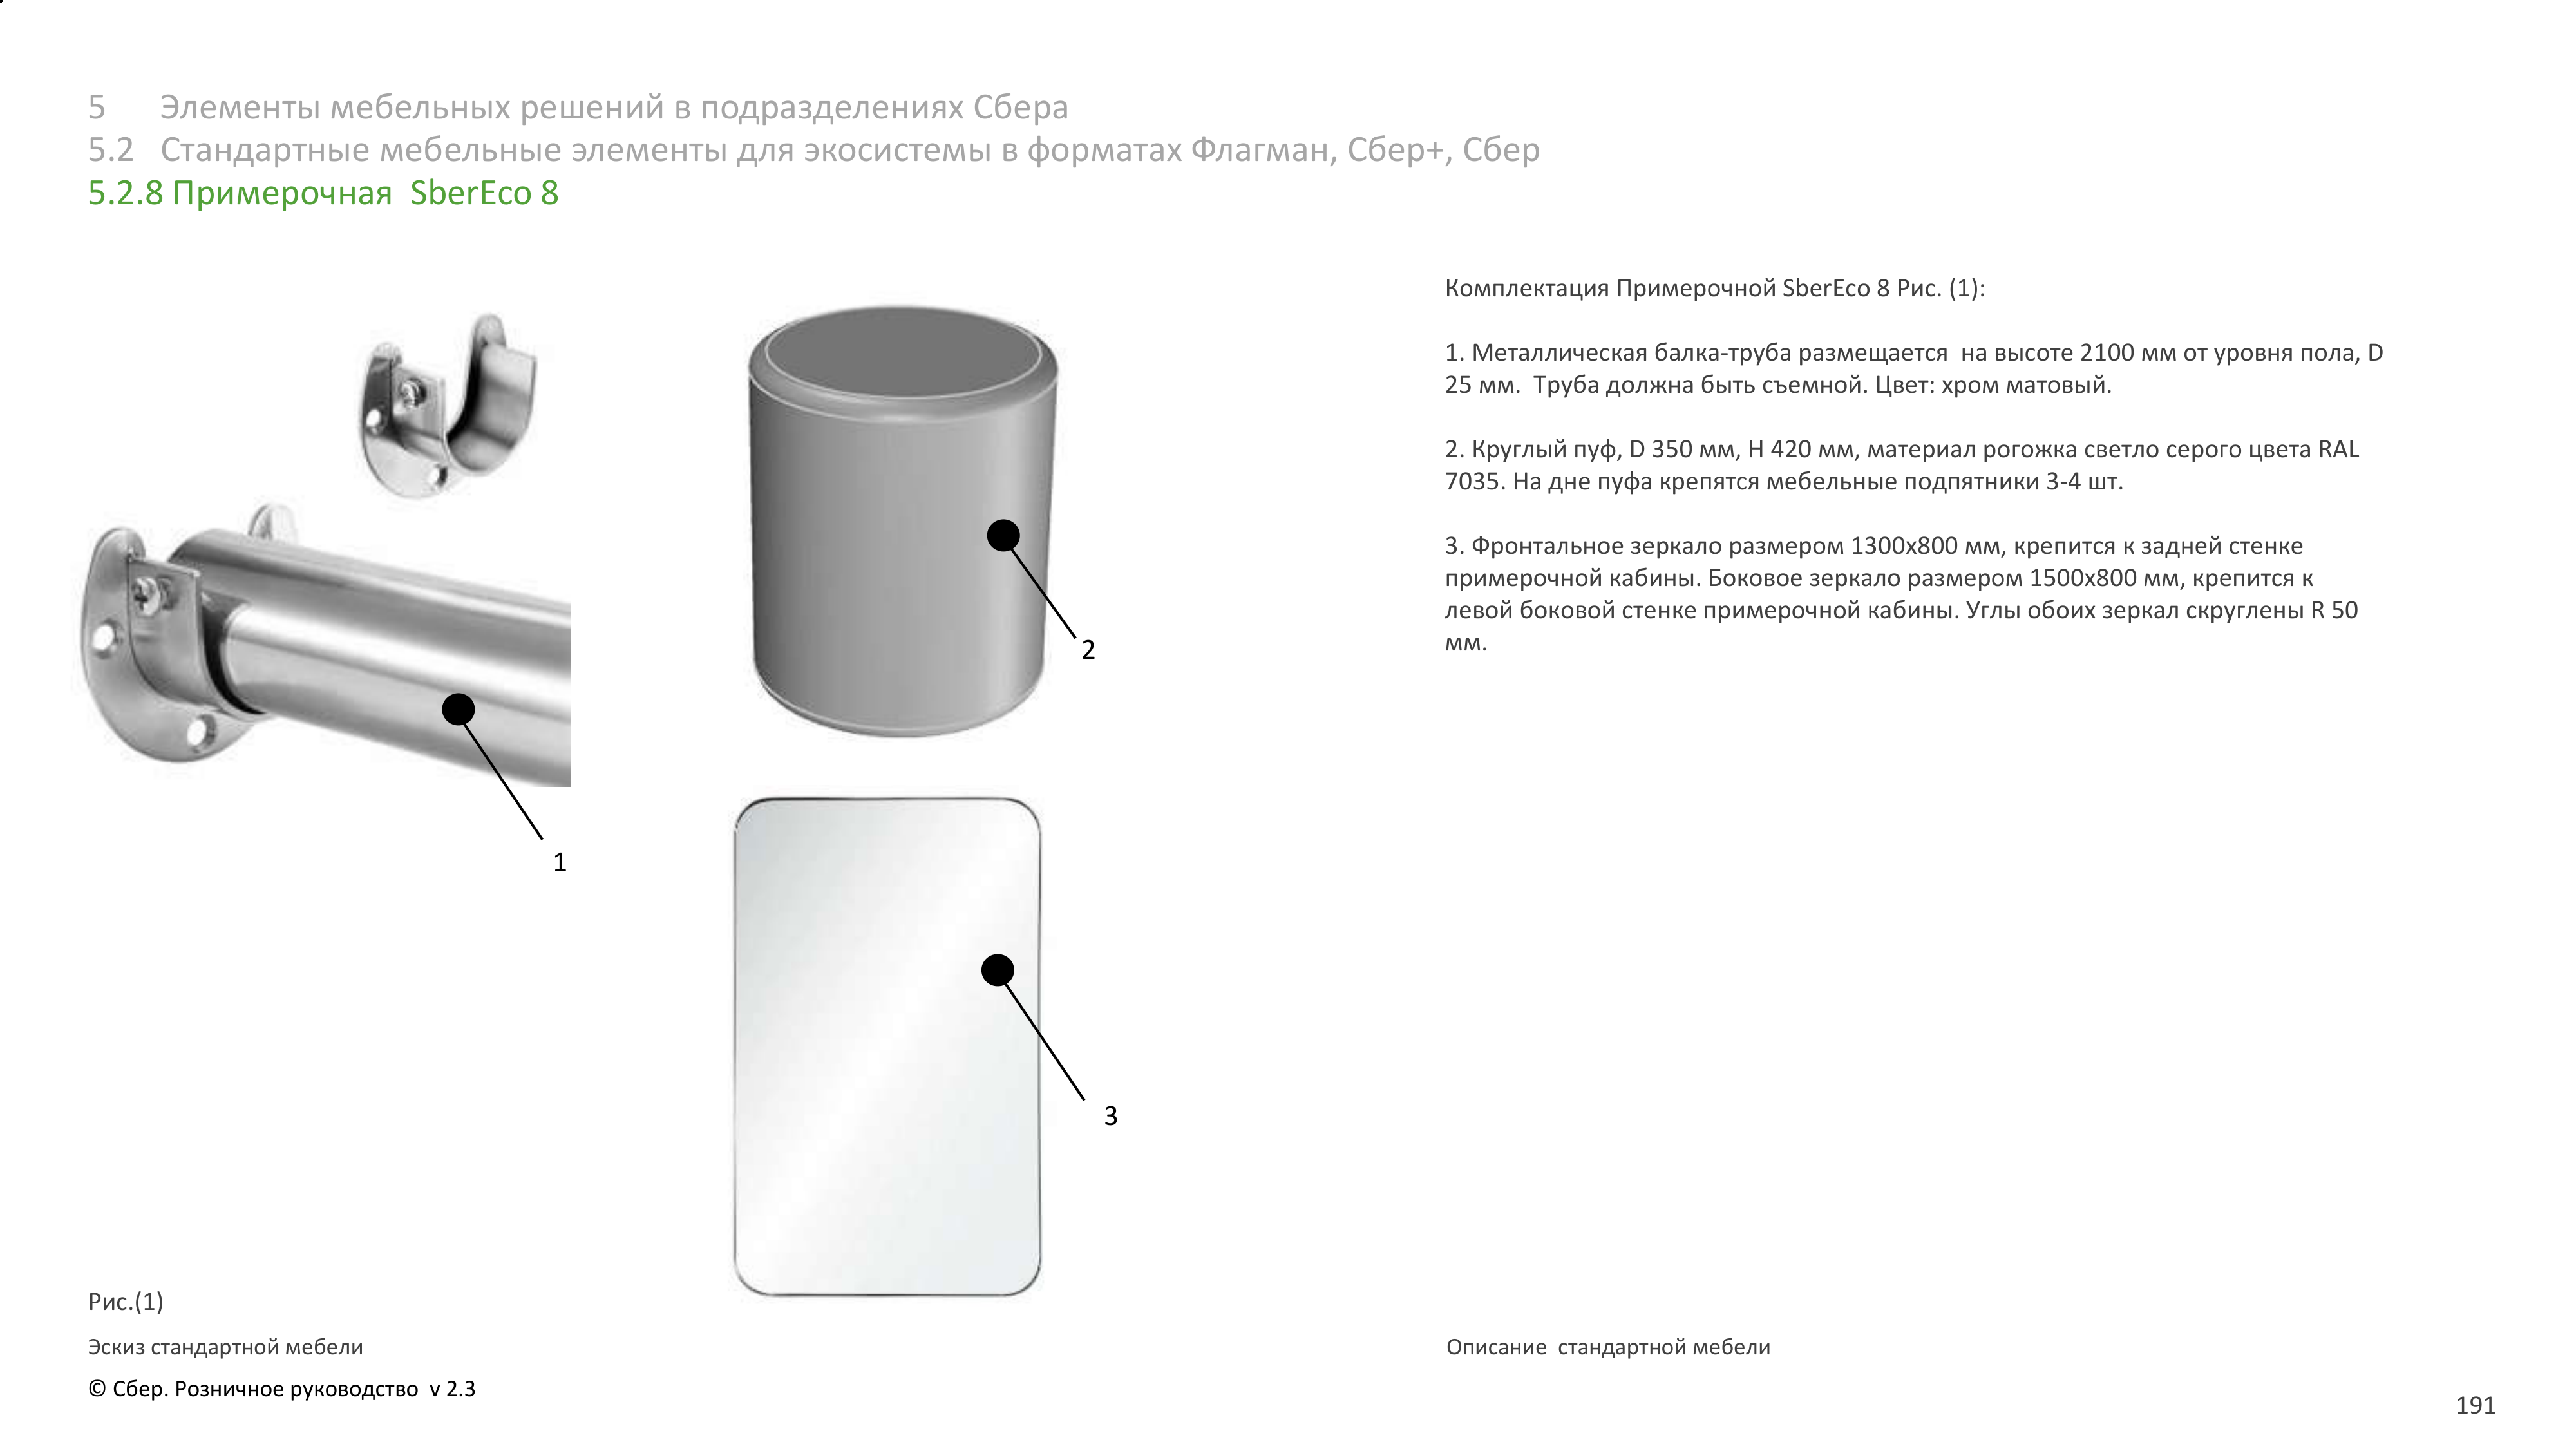 5 Элементы мебельных решений в подразделениях Сбера
5.2 Стандартные мебельные элементы для экосистемы в форматах Флагман, Сбер+, Сбер
5.2.8 Примерочная SberEco 8
Комплектация Примерочной SberEco 8 Рис. (1):
1. Металлическая балка-труба размещается на высоте 2100 мм от уровня пола, D
25 мм. Труба должна быть съемной. Цвет: хром матовый.
2. Круглый пуф, D 350 мм, H 420 мм, материал рогожка светло серого цвета RAL
7035. На дне пуфа крепятся мебельные подпятники 3-4 шт.
3. Фронтальное зеркало размером 1300х800 мм, крепится к задней стенке
примерочной кабины. Боковое зеркало размером 1500х800 мм, крепится к
левой боковой стенке примерочной кабины. Углы обоих зеркал скруглены R 50
мм.
2
1
3
Рис.(1)
Эскиз стандартной мебели
Описание стандартной мебели
© Сбер. Розничное руководство v 2.3
191